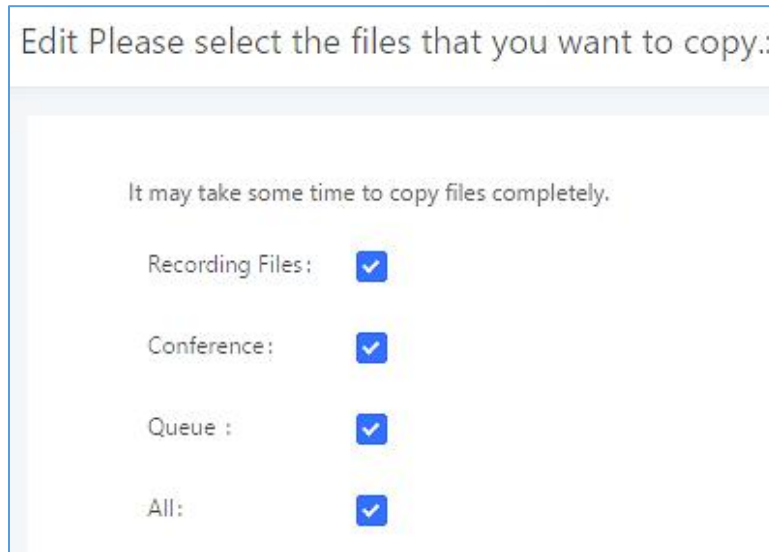 Edit Please select the files that you want to copy.:
It may take some time to copy files completely.
Recording Files:
Conference:
Queue :
All: